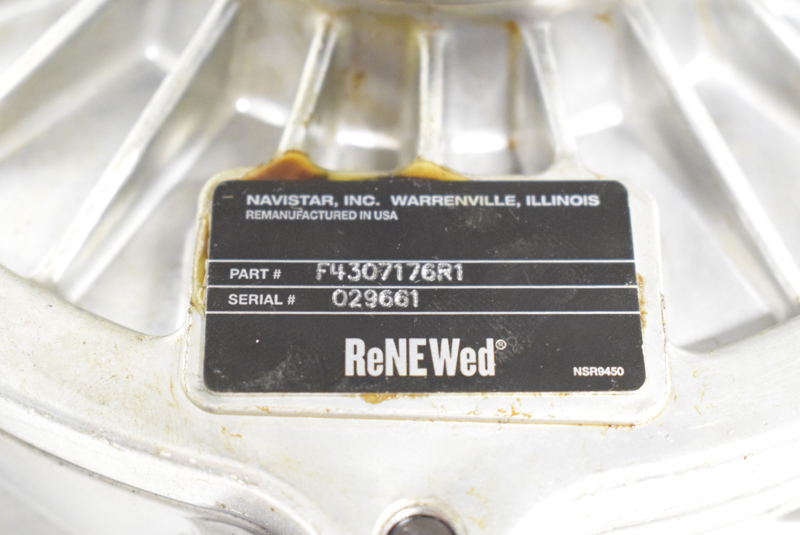 NAVISTAR, INC. WARRENVILLE, ILLINOIS
REMANUFACTURED IN USA
PART # F4307176R1
SERIAL # 029661
ReNEWed®
NSR9450